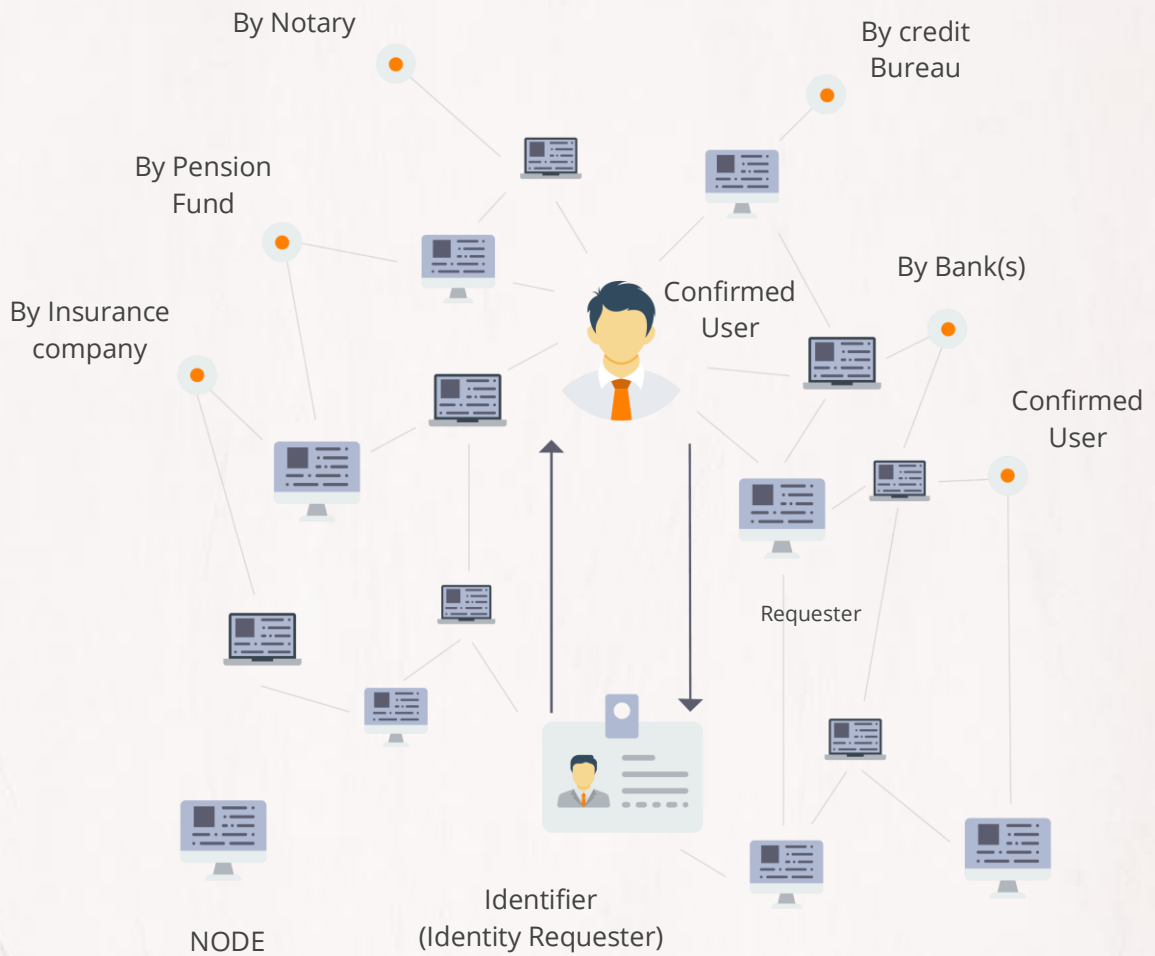 By Notary
By credit
Bureau
By Pension
Fund
By Bank(s)
Confirmed
User
By Insurance
company
Confirmed
User
Requester
Identifier
(Identity Requester)
NODE